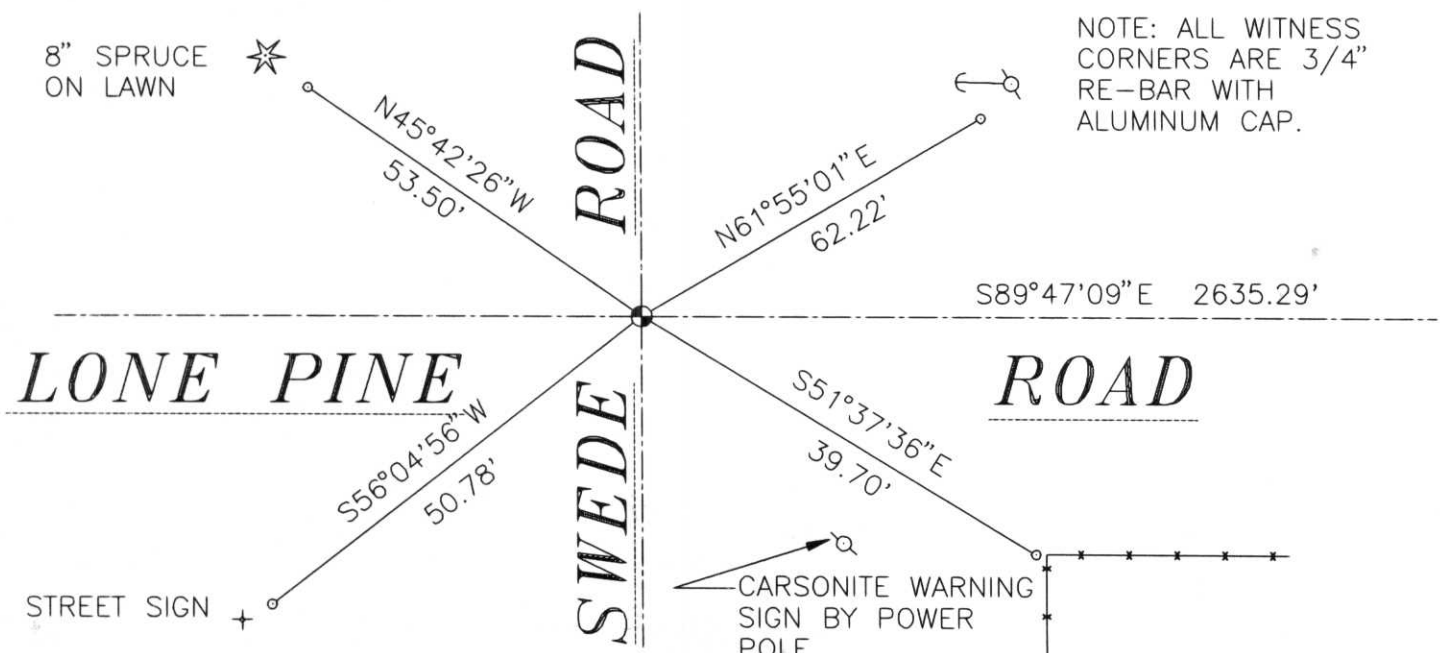 8" SPRUCE
ON LAWN
NOTE: ALL WITNESS
CORNERS ARE 3/4"
RE-BAR WITH
ALUMINUM CAP.
N45°42'26"W
53.50'
ROAD
N61°55'01"E
62.22'
S89°47'09"E 2635.29'
LONE PINE
ROAD
S56°04'56"W
50.78'
SWEDE
S51°37'36"E
39.70'
STREET SIGN
CARSONITE WARNING
SIGN BY POWER
POLE